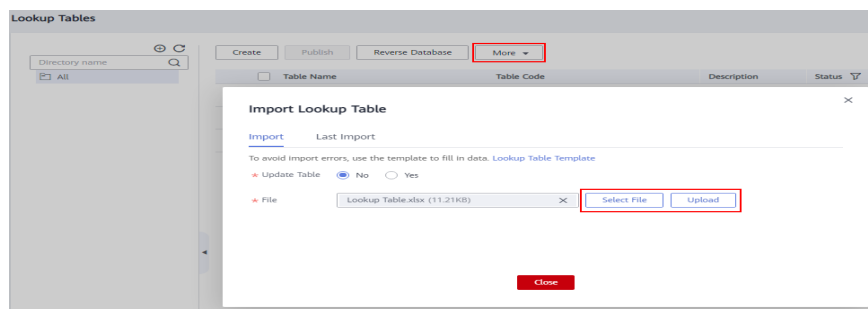 Lookup Tables
Directory name
All
Create Publish Reverse Database More
Table Name Table Code Description Status
Import Lookup Table
Import Last Import
To avoid import errors, use the template to fill in data. Lookup Table Template
* Update Table No Yes
* File Lookup Table.xlsx (11.21KB) Select File Upload
Close